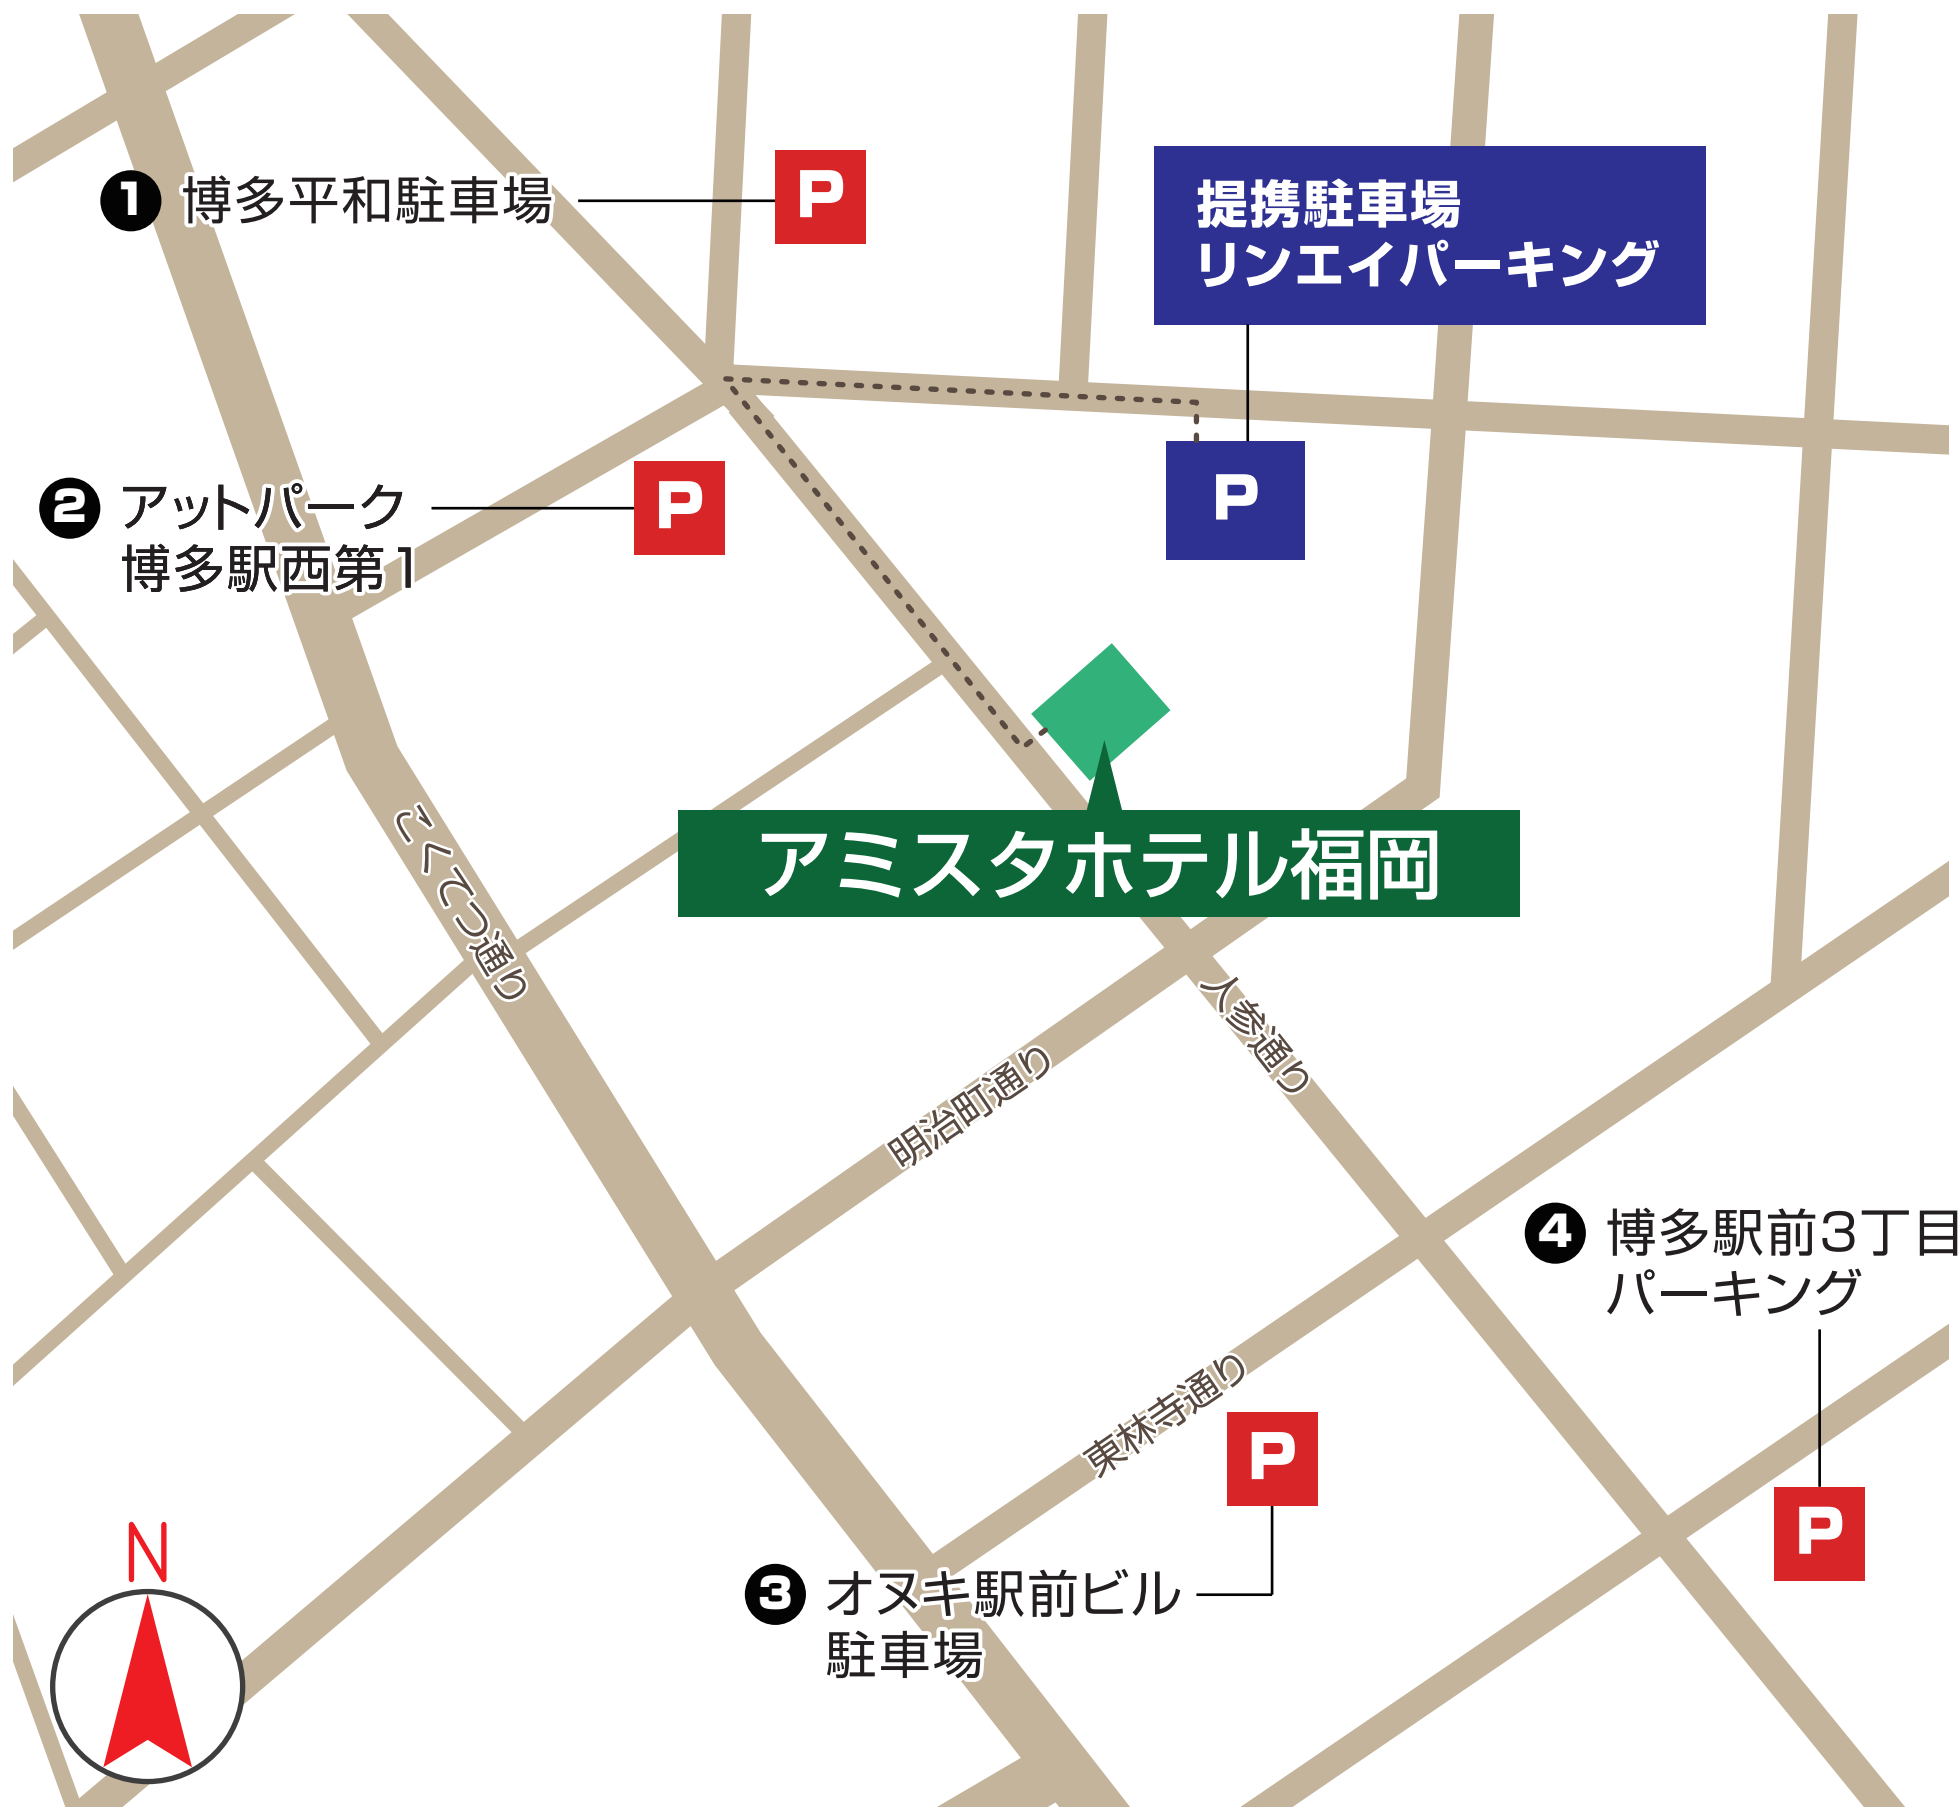 ❶ 博多平和駐車場
P
提携駐車場
リンエイパーキング
❷ アットパーク
博多駅西第1
P
P
アミスタホテル福岡
こくてつ通り
人参通り
明治町通り
❹ 博多駅前3丁目
パーキング
東林寺通り
P
P
❸ オヌキ駅前ビル
駐車場
N